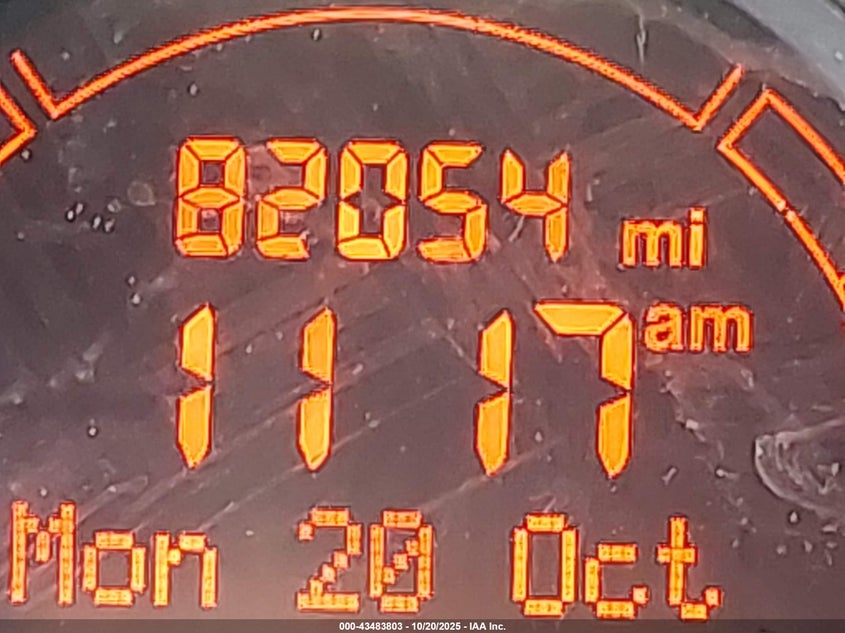 82054 mi
11 17 am
Mon 20 Oct.
000-43483803 - 10/20/2025 - IAA Inc.